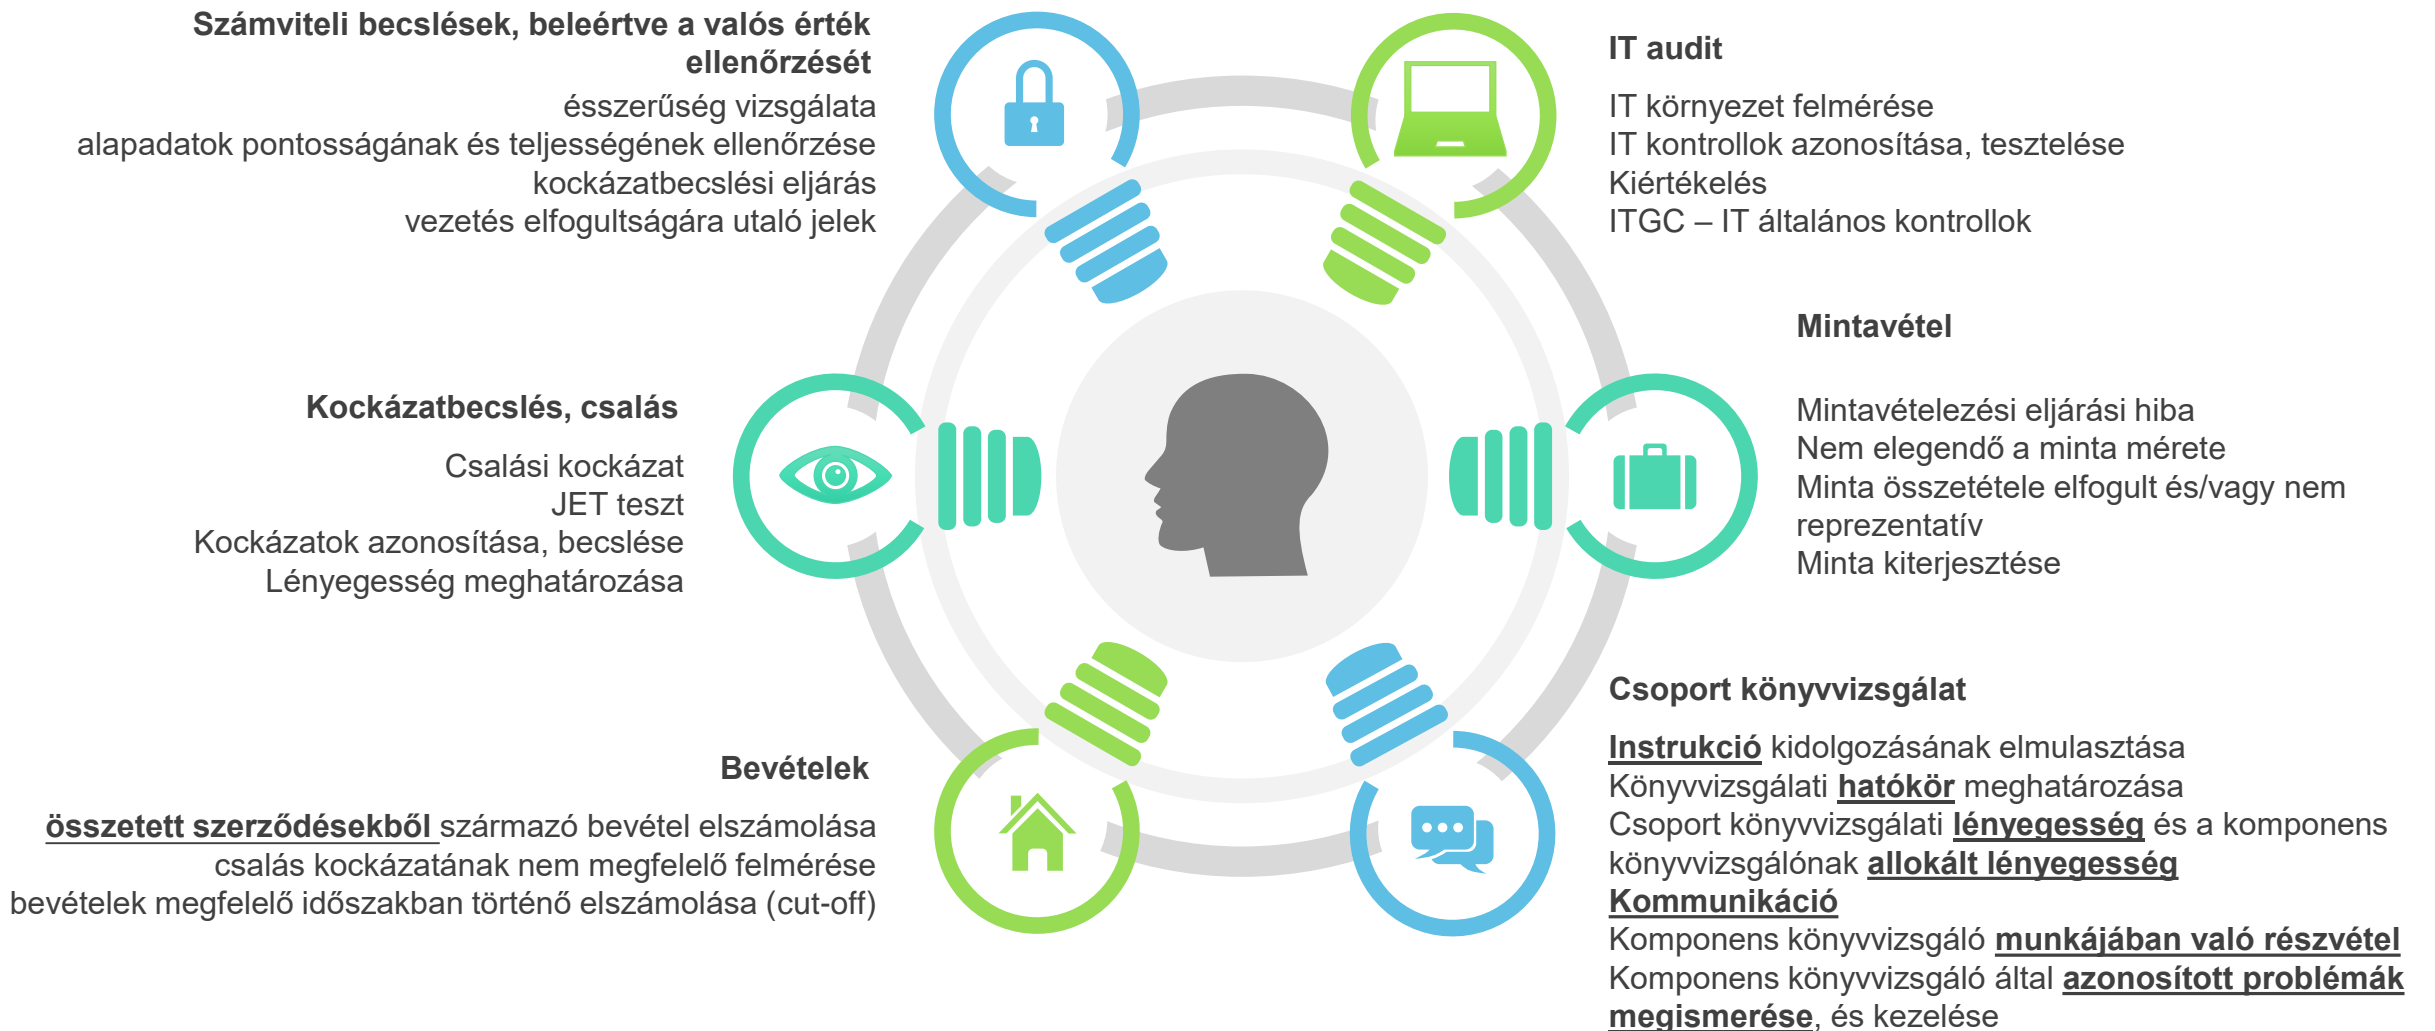 Számviteli becslések, beleértve a valós érték
ellenőrzését
ésszerűség vizsgálata
alapadatok pontosságának és teljességének ellenőrzése
kockázatbecslési eljárás
vezetés elfogultságára utaló jelek
IT audit
IT környezet felmérése
IT kontrollok azonosítása, tesztelése
Kiértékelés
ITGC – IT általános kontrollok
Kockázatbecslés, csalás
Csalási kockázat
JET teszt
Kockázatok azonosítása, becslése
Lényegesség meghatározása
Mintavétel
Mintavételezési eljárási hiba
Nem elegendő a minta mérete
Minta összetétele elfogult és/vagy nem
reprezentatív
Minta kiterjesztése
Bevételek
összetett szerződésekből származó bevétel elszámolása
csalás kockázatának nem megfelelő felmérése
bevételek megfelelő időszakban történő elszámolása (cut-off)
Csoport könyvvizsgálat
Instrukció kidolgozásának elmulasztása
Könyvvizsgálati hatókör meghatározása
Csoport könyvvizsgálati lényegesség és a komponens
könyvvizsgálónak allokált lényegesség
Kommunikáció
Komponens könyvvizsgáló munkájában való részvétel
Komponens könyvvizsgáló által azonosított problémák
megismerése, és kezelése